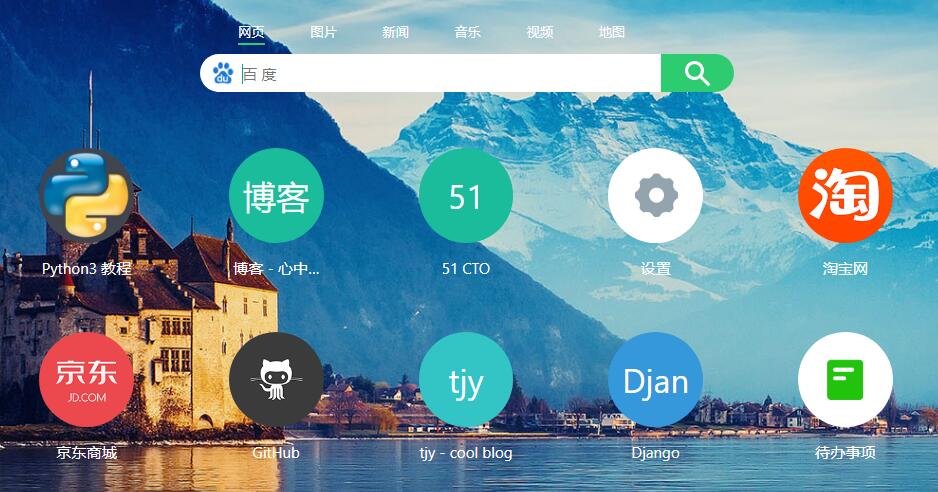 网页 图片 新闻 音乐 视频 地图
du 百 度
博客 51 淘
Python3 教程 博客 - 心中... 51 CTO 设置 淘宝网
京东 tjy Djan
JD.COM
京东商城 GitHub tjy - cool blog Django 待办事项